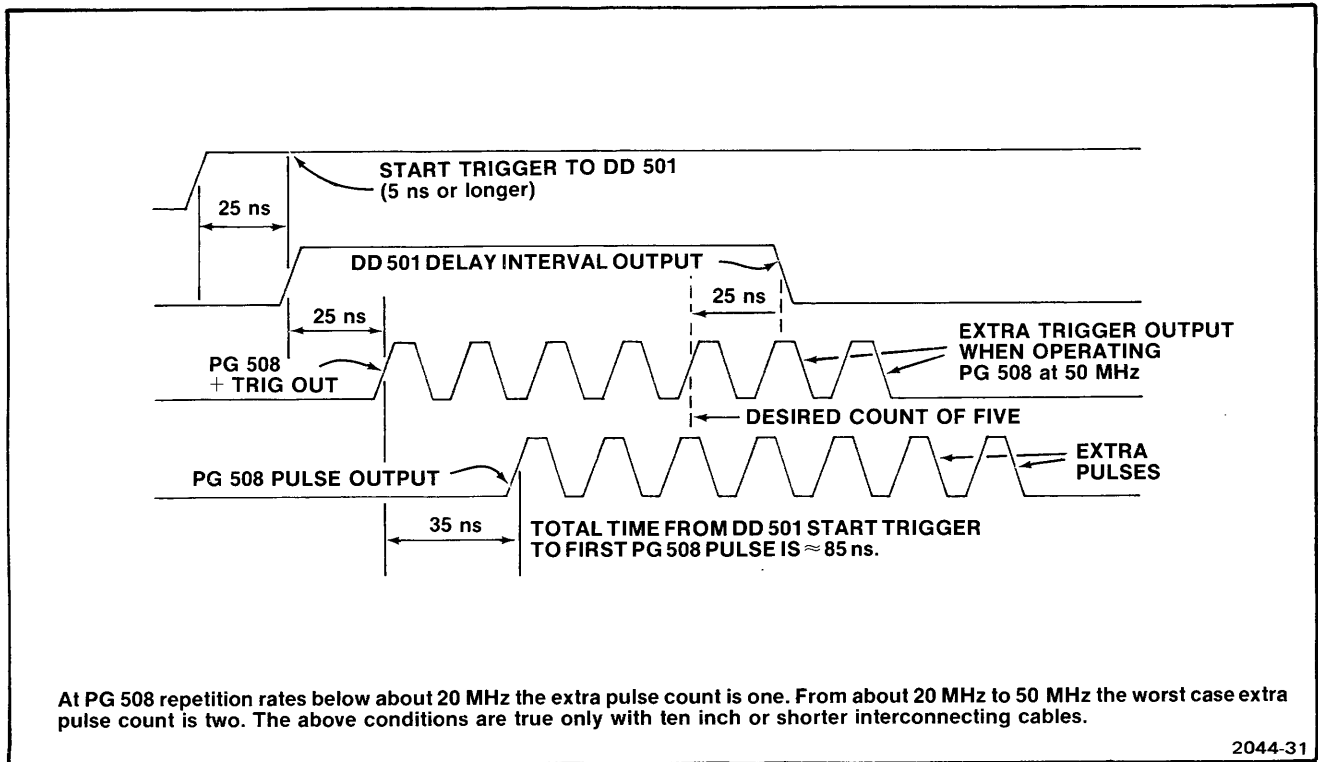 START TRIGGER TO DD 501
(5 ns or longer)
25 ns
DD 501 DELAY INTERVAL OUTPUT
25 ns
25 ns
PG 508
+ TRIG OUT
EXTRA TRIGGER OUTPUT
WHEN OPERATING
PG 508 at 50 MHz
DESIRED COUNT OF FIVE
PG 508 PULSE OUTPUT
EXTRA
PULSES
35 ns
TOTAL TIME FROM DD 501 START TRIGGER
TO FIRST PG 508 PULSE IS ≈ 85 ns.
At PG 508 repetition rates below about 20 MHz the extra pulse count is one. From about 20 MHz to 50 MHz the worst case extra
pulse count is two. The above conditions are true only with ten inch or shorter interconnecting cables.
2044-31